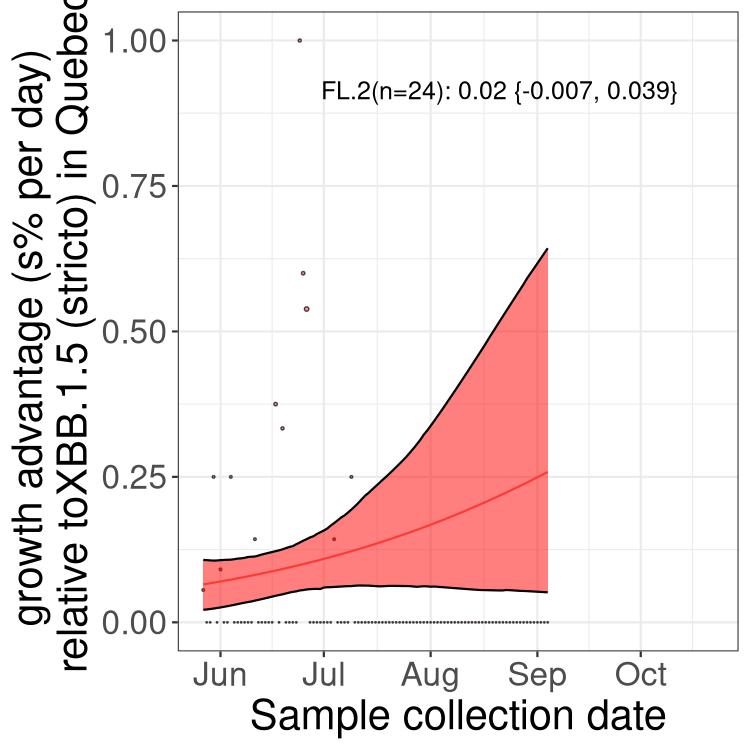 growth advantage (s% per day)
relative toXBB.1.5 (stricto) in Quebec
1.00
0.75
0.50
0.25
0.00
FL.2(n=24): 0.02 {-0.007, 0.039}
Jun Jul Aug Sep Oct
Sample collection date